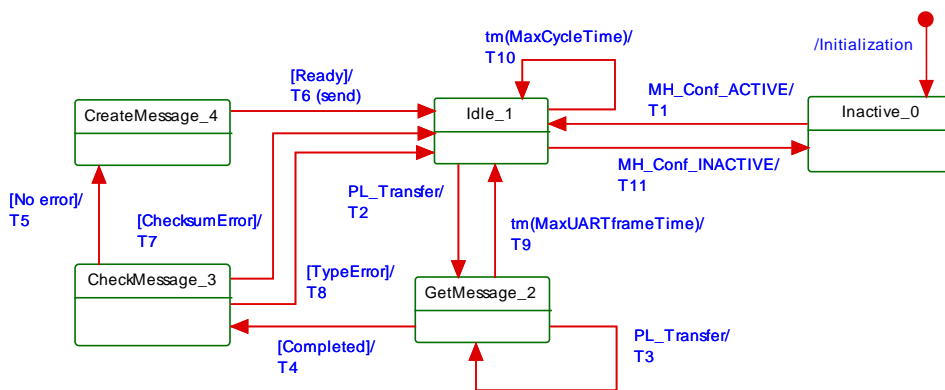 /Initialization
tm(MaxCycleTime)/
T10
[Ready]/
T6 (send)
MH_Conf_ACTIVE/
T1
CreateMessage_4
Idle_1
Inactive_0
MH_Conf_INACTIVE/
T11
[No error]/
T5
[ChecksumError]/
T7
PL_Transfer/
T2
tm(MaxUARTframeTime)/
T9
CheckMessage_3
[TypeError]/
T8
GetMessage_2
[Completed]/
T4
PL_Transfer/
T3